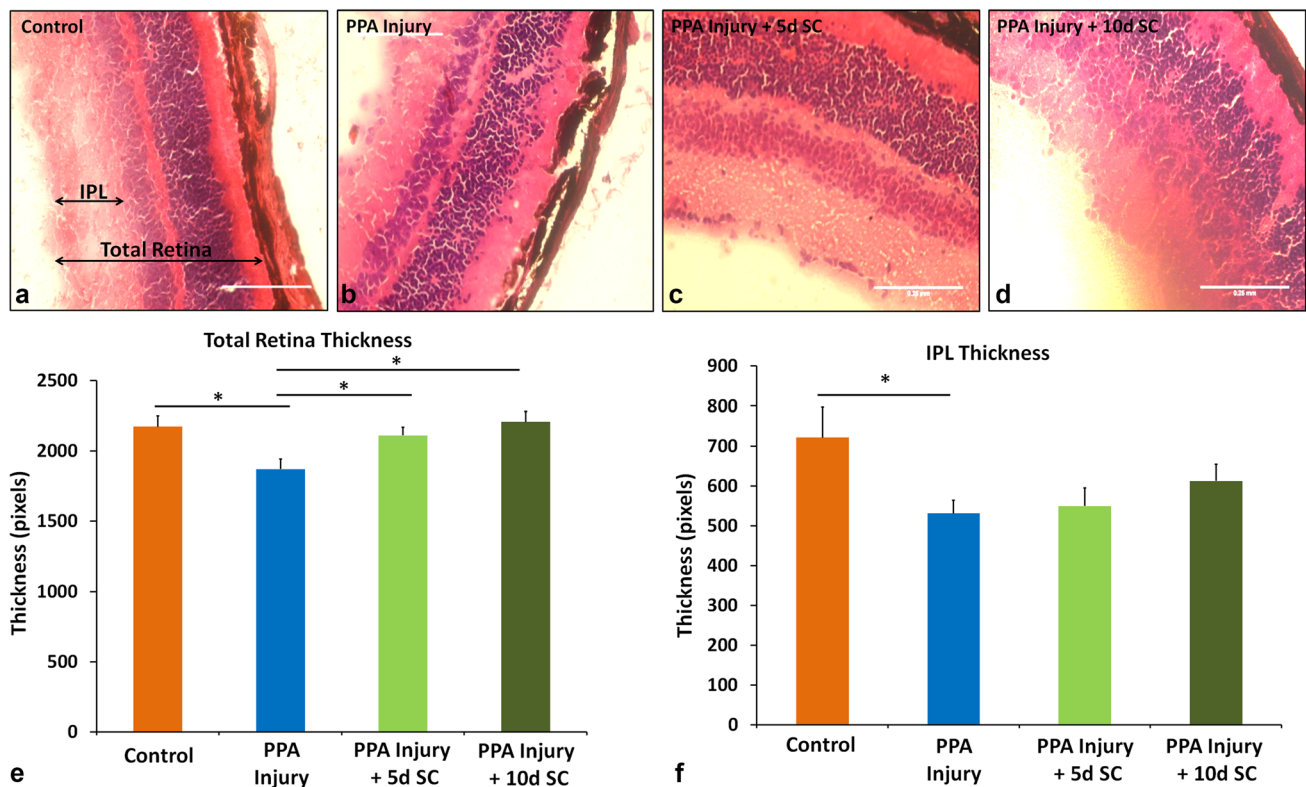 Control
PPA Injury
PPA Injury + 5d SC
PPA Injury + 10d SC
IPL
Total Retina
0.25 mm
0.25 mm
a
b
c
d
Total Retina Thickness
Thickness (pixels)
2500
2000
1500
1000
500
0
*
*
*
Control
PPA
Injury
PPA Injury
+ 5d SC
PPA Injury
+ 10d SC
e
IPL Thickness
Thickness (pixels)
900
800
700
600
500
400
300
200
100
0
*
Control
PPA
Injury
PPA Injury
+ 5d SC
PPA Injury
+ 10d SC
f